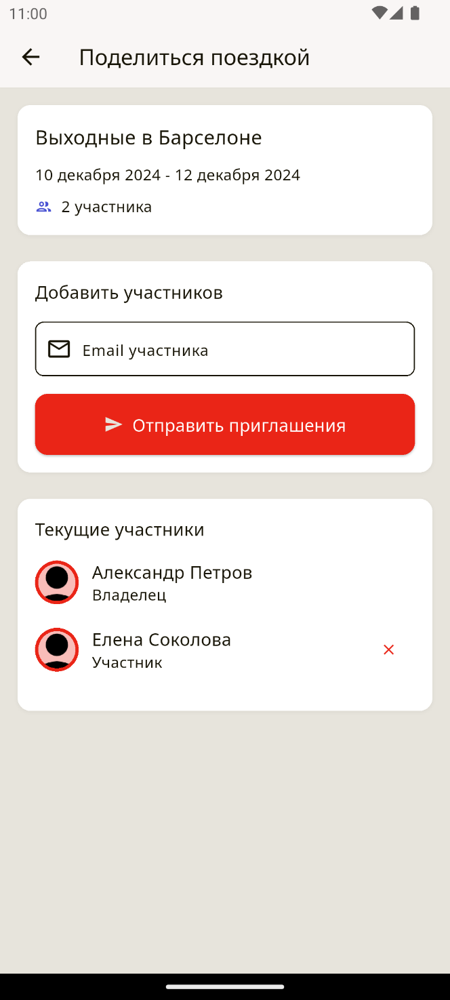 11:00
Поделиться поездкой
Выходные в Барселоне
10 декабря 2024 - 12 декабря 2024
2 участника
Добавить участников
Email участника
Отправить приглашения
Текущие участники
Александр Петров
Владелец
Елена Соколова
Участник